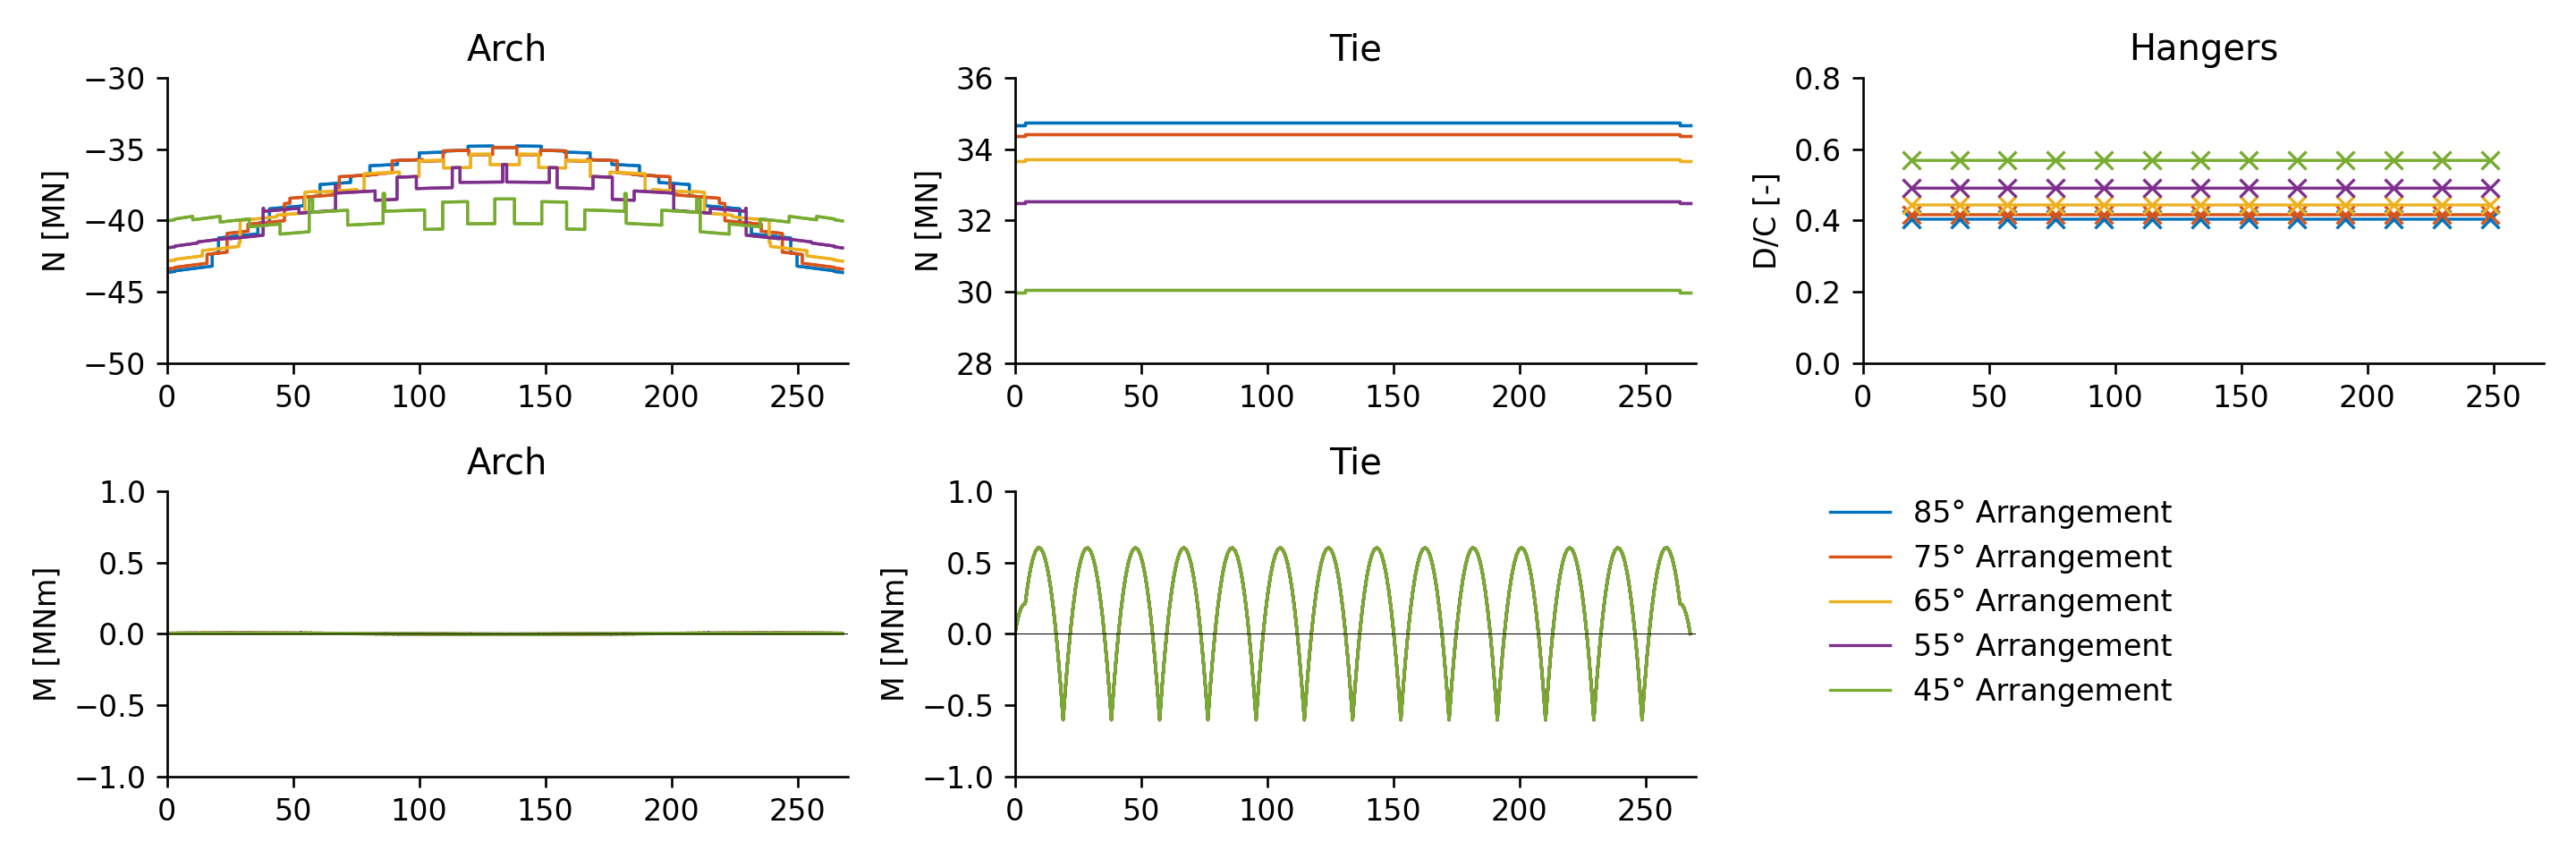 Arch
N [MN]
−30
−35
−40
−45
−50
0 50 100 150 200 250
Tie
N [MN]
36
34
32
30
28
0 50 100 150 200 250
Hangers
D/C [-]
0.8
0.6
0.4
0.2
0.0
0 50 100 150 200 250
Arch
M [MNm]
1.0
0.5
0.0
−0.5
−1.0
0 50 100 150 200 250
Tie
M [MNm]
1.0
0.5
0.0
−0.5
−1.0
0 50 100 150 200 250
85° Arrangement
75° Arrangement
65° Arrangement
55° Arrangement
45° Arrangement